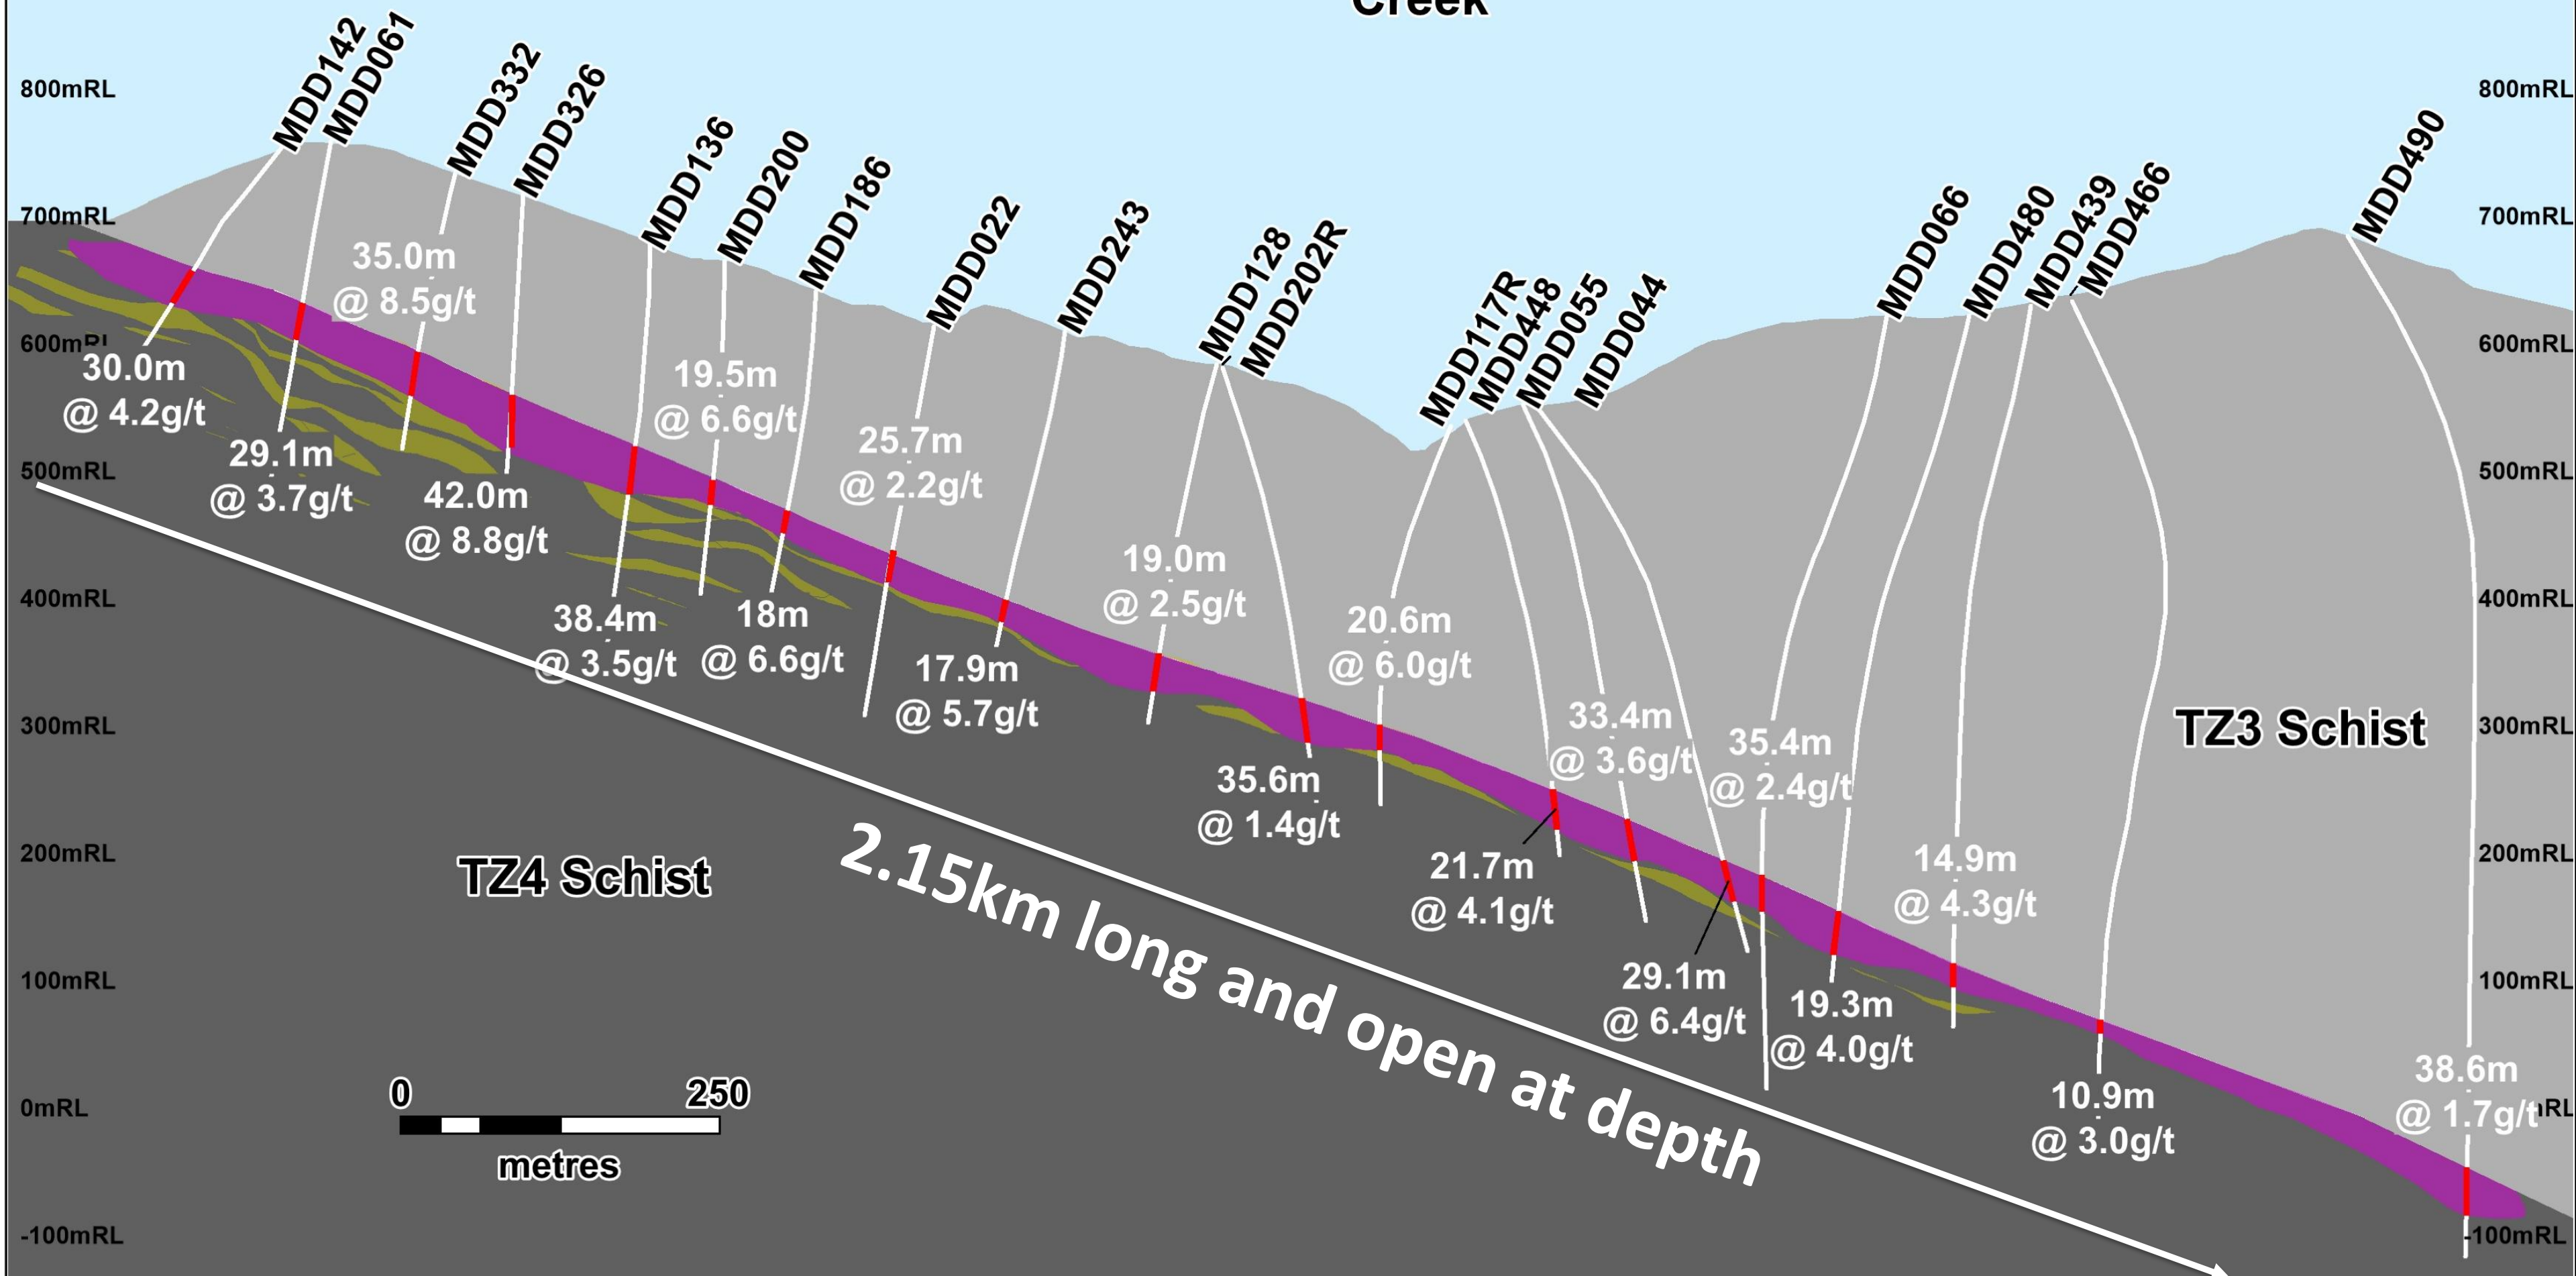 Creek
800mRL
700mRL
600mRL
500mRL
400mRL
300mRL
200mRL
100mRL
0mRL
-100mRL
MDD142
MDD061
MDD332
MDD326
MDD136
MDD200
MDD186
MDD022
MDD243
MDD128
MDD202R
MDD117R
MDD448
MDD055
MDD044
MDD066
MDD480
MDD439
MDD466
MDD490
30.0m
@ 4.2g/t
29.1m
@ 3.7g/t
35.0m
@ 8.5g/t
42.0m
@ 8.8g/t
38.4m
@ 3.5g/t
19.5m
@ 6.6g/t
18m
@ 6.6g/t
25.7m
@ 2.2g/t
17.9m
@ 5.7g/t
19.0m
@ 2.5g/t
35.6m
@ 1.4g/t
20.6m
@ 6.0g/t
21.7m
@ 4.1g/t
33.4m
@ 3.6g/t
29.1m
@ 6.4g/t
35.4m
@ 2.4g/t
19.3m
@ 4.0g/t
14.9m
@ 4.3g/t
10.9m
@ 3.0g/t
38.6m
@ 1.7g/t
TZ3 Schist
TZ4 Schist
2.15km long and open at depth
0 250
metres
800mRL
700mRL
600mRL
500mRL
400mRL
300mRL
200mRL
100mRL
-100mRL